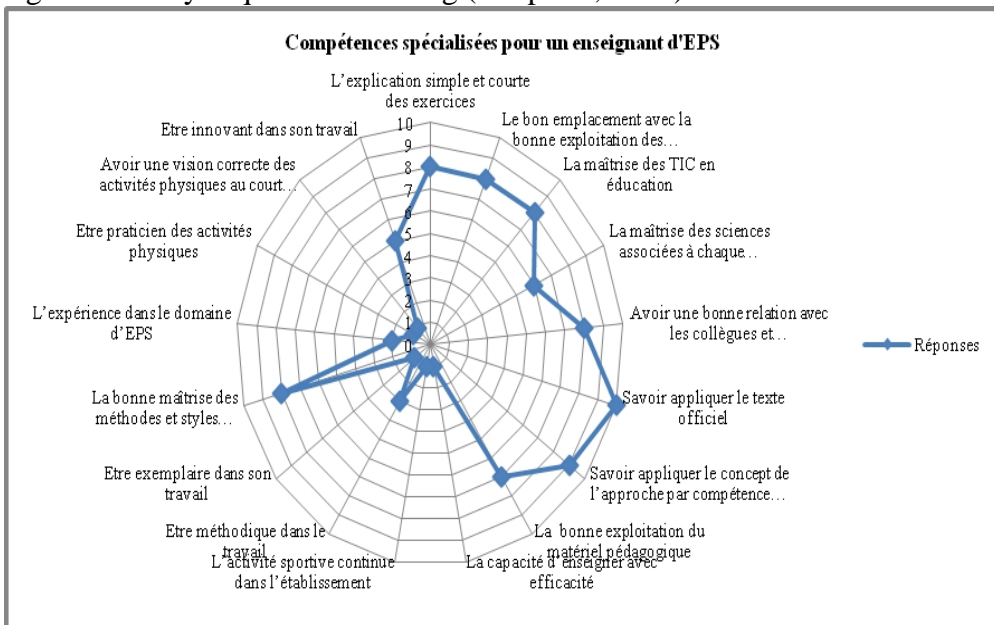 Compétences spécialisées pour un enseignant d'EPS
L'explication simple et courte
des exercices
Le bon emplacement avec la
bonne exploitation des…
La maîtrise des TIC en
éducation
La maîtrise des sciences
associées à chaque…
Avoir une bonne relation avec
les collègues et…
Savoir appliquer le texte
officiel
Savoir appliquer le concept de
l'approche par compétence…
La bonne exploitation du
matériel pédagogique
La capacité d'enseigner avec
efficacité
L'activité sportive continue
dans l'établissement
Etre méthodique dans le
travail
Etre exemplaire dans son
travail
La bonne maîtrise des
méthodes et styles…
L'expérience dans le domaine
d'EPS
Etre praticien des activités
physiques
Avoir une vision correcte des
activités physiques au court…
Etre innovant dans son travail
10
9
8
7
6
5
4
3
2
1
0
Réponses